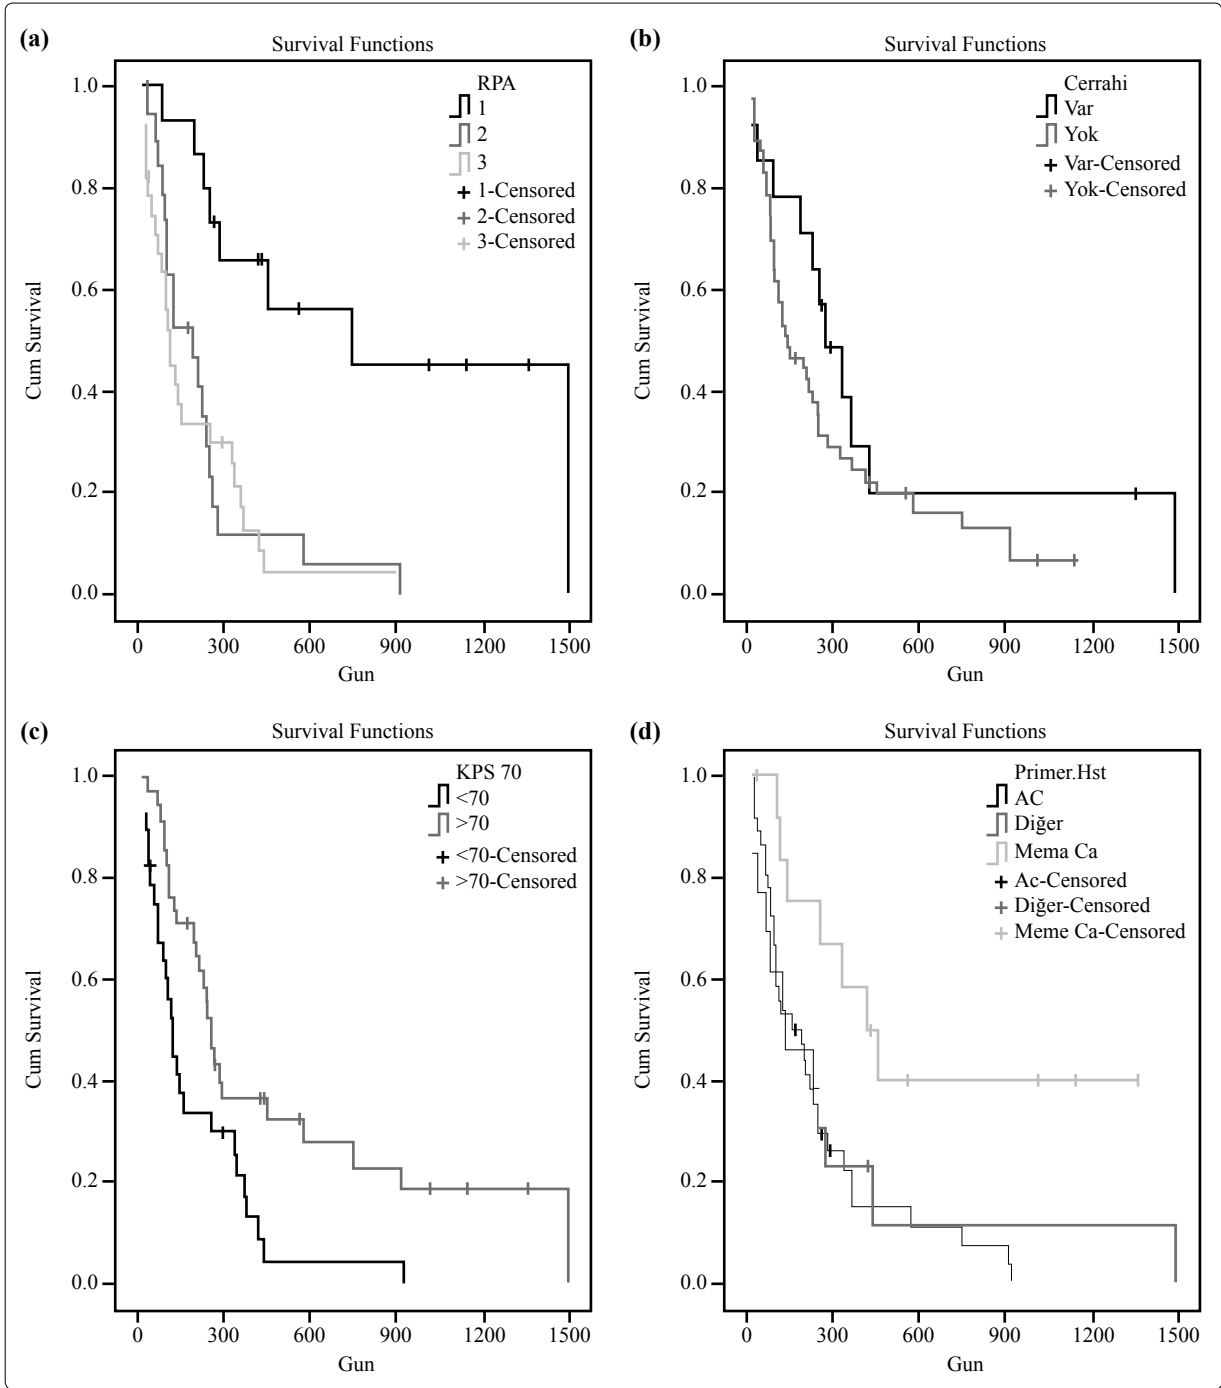 (a)
Survival Functions
RPA
1
2
3
1-Censored
2-Censored
3-Censored
1.0
0.8
0.6
0.4
0.2
0.0
Cum Survival
0 300 600 900 1200 1500
Gun
(b)
Survival Functions
Cerrahi
Var
Yok
Var-Censored
Yok-Censored
1.0
0.8
0.6
0.4
0.2
0.0
Cum Survival
0 300 600 900 1200 1500
Gun
(c)
Survival Functions
KPS 70
<70
>70
<70-Censored
>70-Censored
1.0
0.8
0.6
0.4
0.2
0.0
Cum Survival
0 300 600 900 1200 1500
Gun
(d)
Survival Functions
Primer.Hst
AC
Diğer
Mema Ca
Ac-Censored
Diğer-Censored
Meme Ca-Censored
1.0
0.8
0.6
0.4
0.2
0.0
Cum Survival
0 300 600 900 1200 1500
Gun